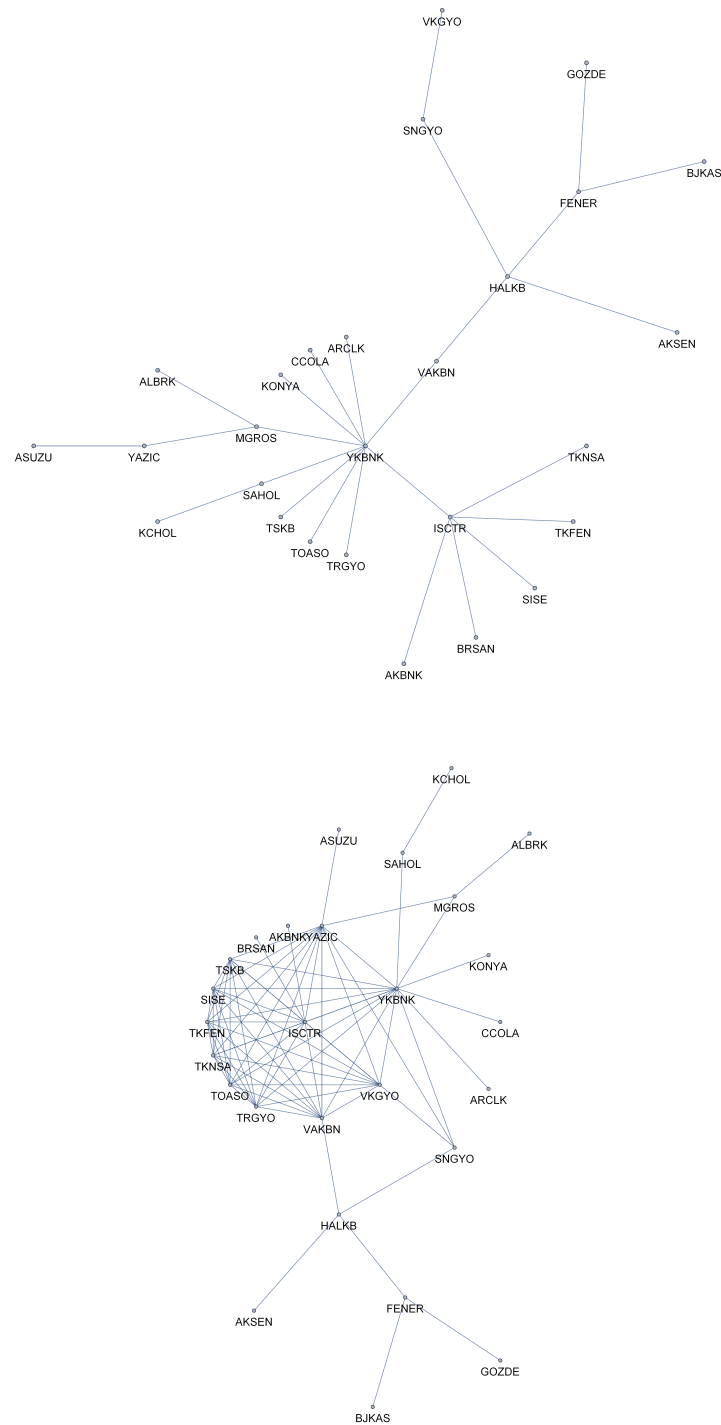 VKGYO
GOZDE
SNGYO
BJKAS
FENER
HALKB
AKSEN
ARCLK
CCOLA
VAKBN
ALBRK
KONYA
MGROS
ASUZU
YAZIC
YKBNK
TKNSA
SAHOL
TSKB
ISCTR
KCHOL
TKFEN
TOASO
TRGYO
SISE
BRSAN
AKBNK
KCHOL
ASUZU
ALBRK
SAHOL
MGROS
AKBNK
YAZIC
BRSAN
KONYA
TSKB
SISE
YKBNK
TKFEN
ISCTR
CCOLA
TKNSA
TOASO
VKGYO
ARCLK
TRGYO
VAKBN
SNGYO
HALKB
FENER
AKSEN
GOZDE
BJKAS